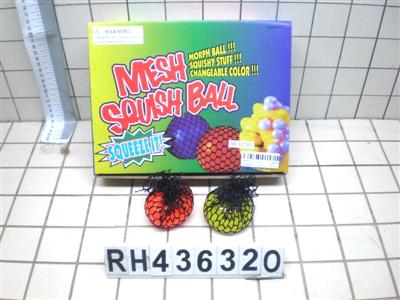 WARNING:
MORPH BALL !!!
SQUISHY STUFF !!!
CHANGEABLE COLOR !!!
MESH
SQUISH BALL
SQUEEZE IT!
RH436320